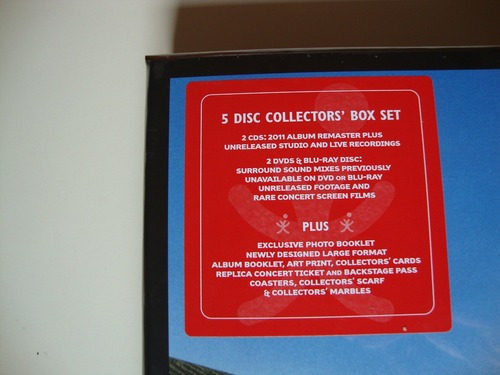 5 DISC COLLECTORS' BOX SET
2 CDS: 2011 ALBUM REMASTER PLUS
UNRELEASED STUDIO AND LIVE RECORDINGS
2 DVDS & BLU-RAY DISC:
SURROUND SOUND MIXES PREVIOUSLY
UNAVAILABLE ON DVD OR BLU-RAY
UNRELEASED FOOTAGE AND
RARE CONCERT SCREEN FILMS
PLUS
EXCLUSIVE PHOTO BOOKLET
NEWLY DESIGNED LARGE FORMAT
ALBUM BOOKLET, ART PRINT, COLLECTORS' CARDS
REPLICA CONCERT TICKET AND BACKSTAGE PASS
COASTERS, COLLECTORS' SCARF
& COLLECTORS' MARBLES